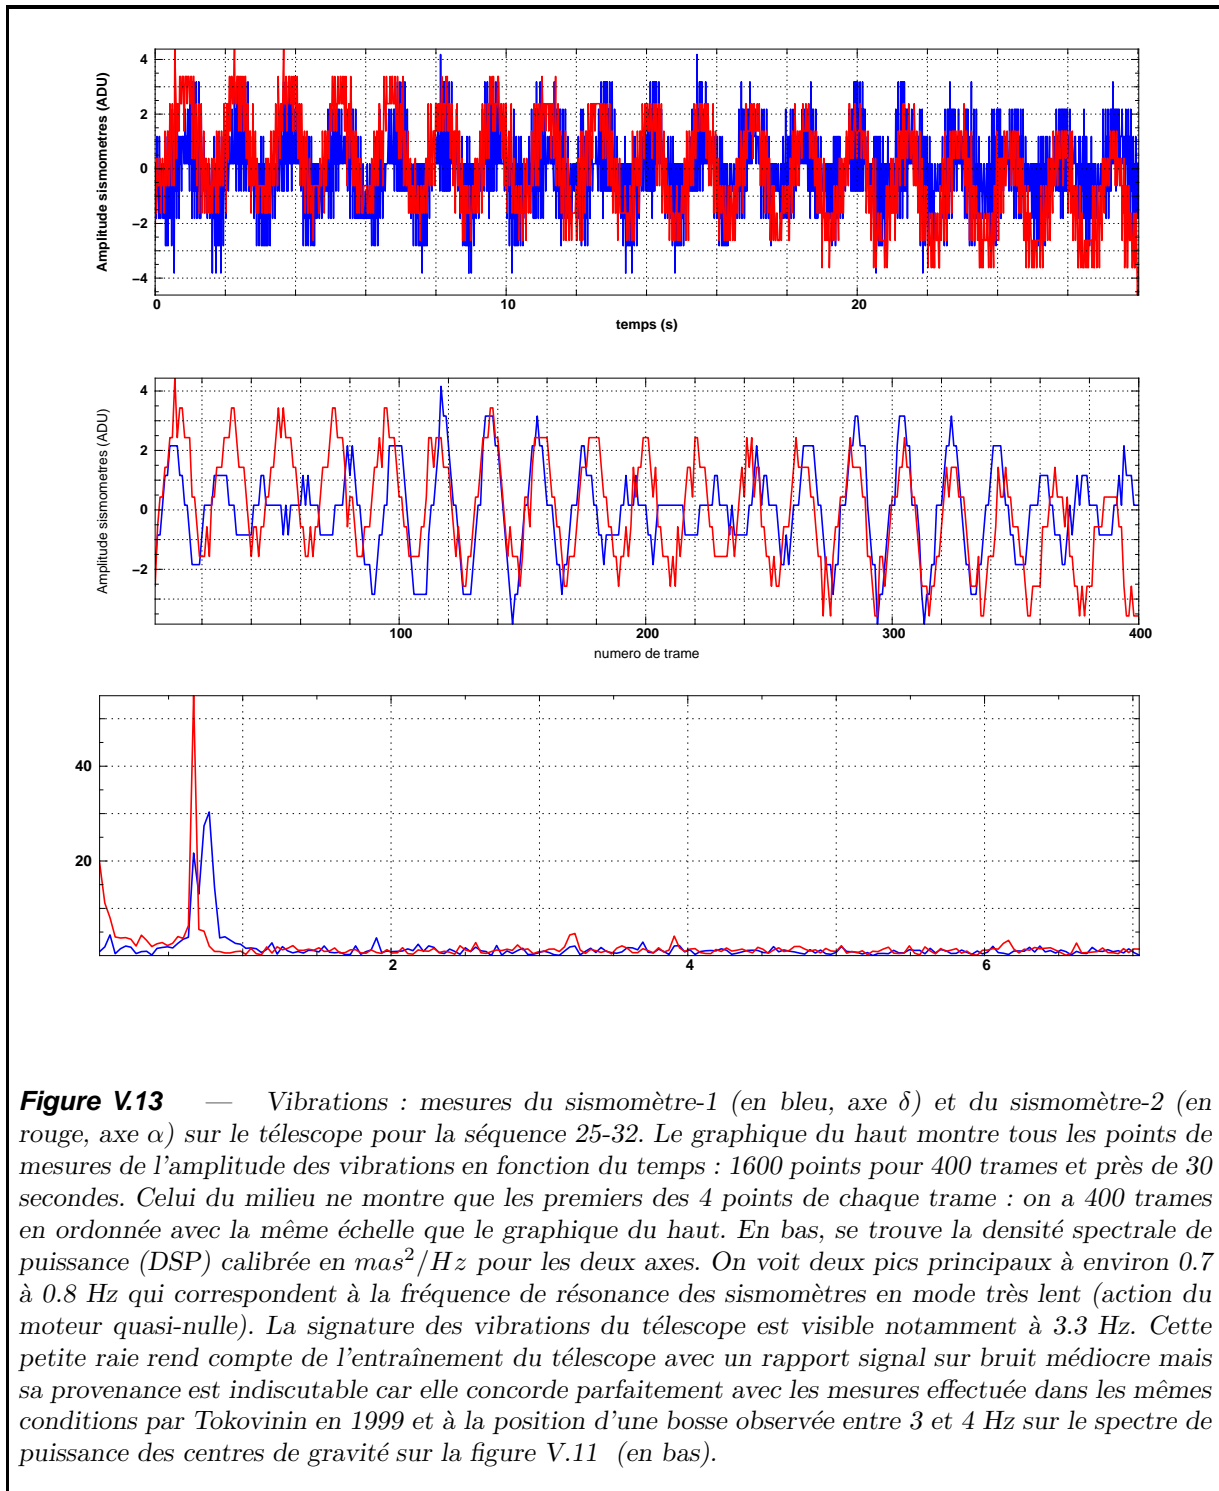 Amplitude sismometres (ADU)
4
2
0
−2
−4
0
10
20
temps (s)
Amplitude sismometres (ADU)
4
2
0
−2
100
200
300
400
numero de trame
40
20
2
4
6
Figure V.13 — Vibrations : mesures du sismomètre-1 (en bleu, axe δ) et du sismomètre-2 (en
rouge, axe α) sur le télescope pour la séquence 25-32. Le graphique du haut montre tous les points de
mesures de l'amplitude des vibrations en fonction du temps : 1600 points pour 400 trames et près de 30
secondes. Celui du milieu ne montre que les premiers des 4 points de chaque trame : on a 400 trames
en ordonnée avec la même échelle que le graphique du haut. En bas, se trouve la densité spectrale de
puissance (DSP) calibrée en mas²/Hz pour les deux axes. On voit deux pics principaux à environ 0.7
à 0.8 Hz qui correspondent à la fréquence de résonance des sismomètres en mode très lent (action du
moteur quasi-nulle). La signature des vibrations du télescope est visible notamment à 3.3 Hz. Cette
petite raie rend compte de l'entraînement du télescope avec un rapport signal sur bruit médiocre mais
sa provenance est indiscutable car elle concorde parfaitement avec les mesures effectuée dans les mêmes
conditions par Tokovinin en 1999 et à la position d'une bosse observée entre 3 et 4 Hz sur le spectre de
puissance des centres de gravité sur la figure V.11 (en bas).